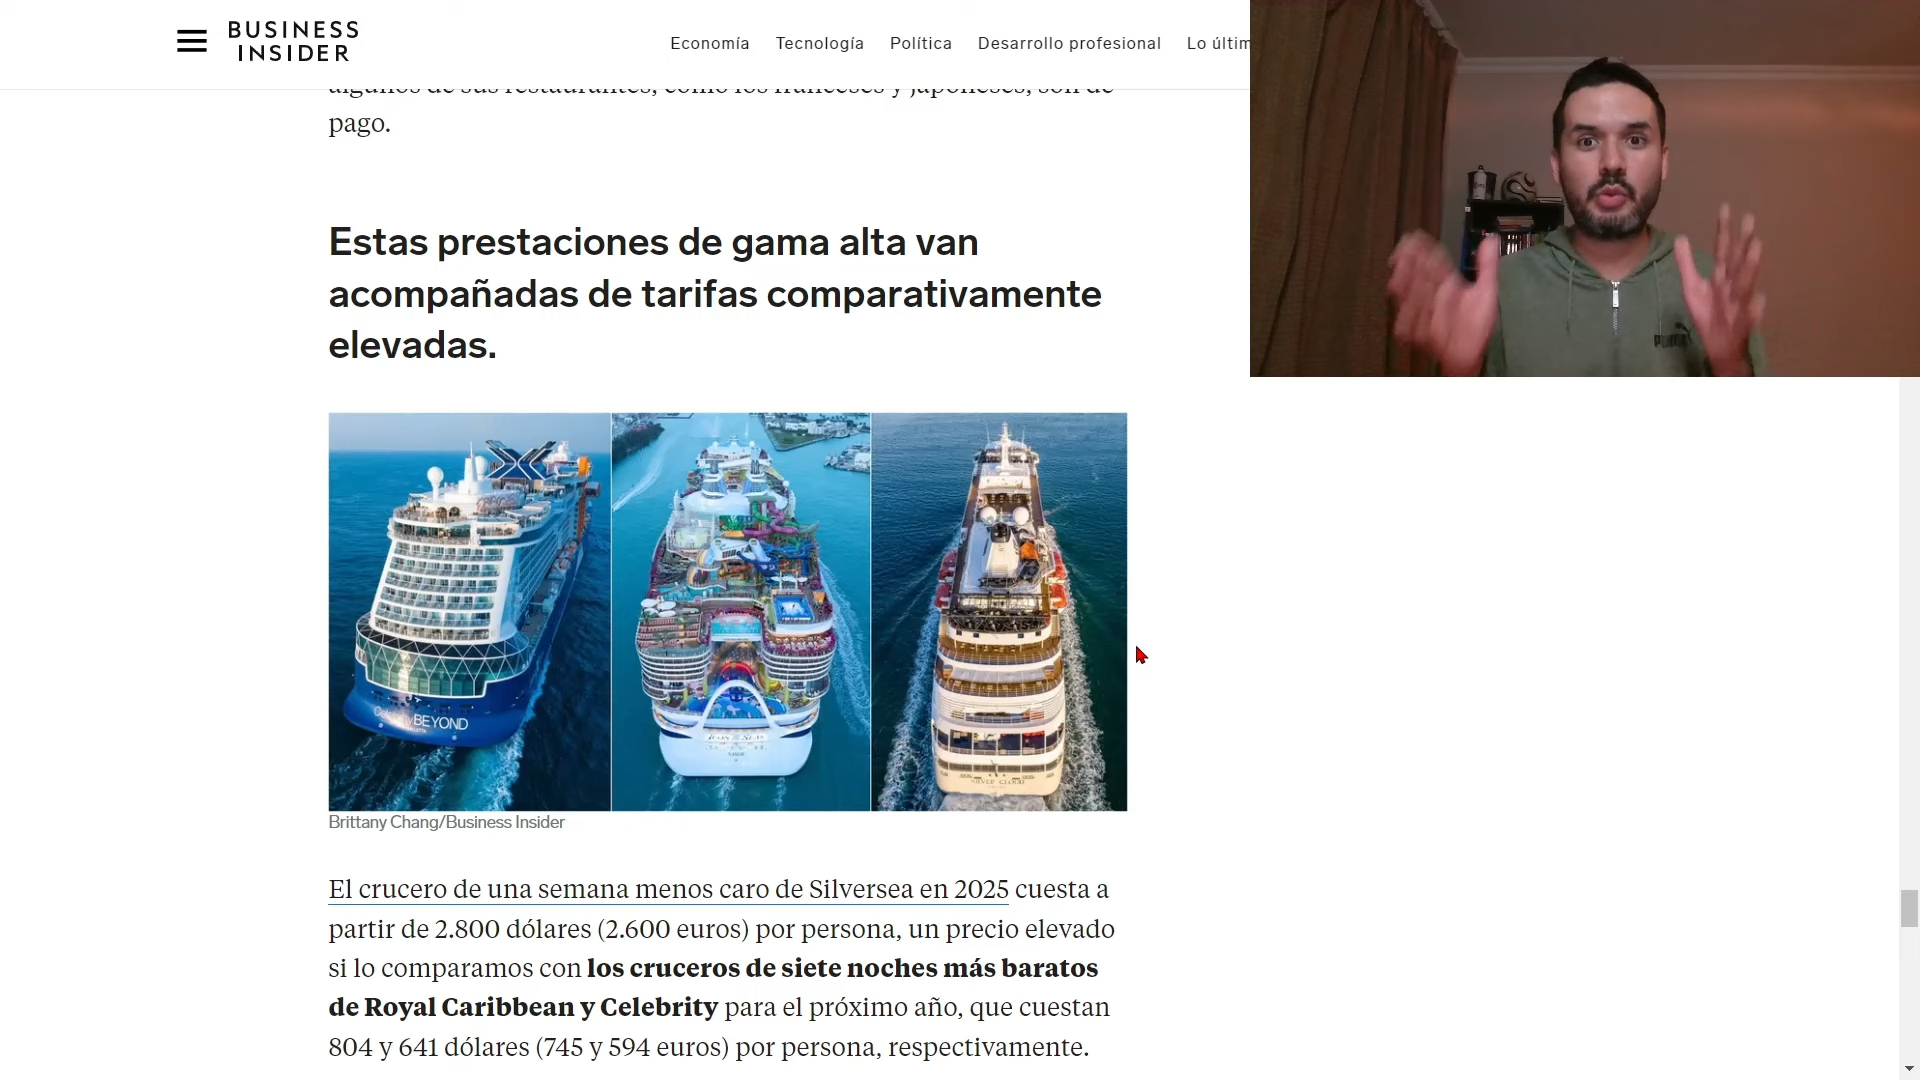 BUSINESS
INSIDER
Economía Tecnología Política Desarrollo profesional Lo últim
algunos de sus restaurantes, como los franceses y japoneses, son de
pago.
Estas prestaciones de gama alta van
acompañadas de tarifas comparativamente
elevadas.
Celebrity BEYOND
SILVER CLOUD
Brittany Chang/Business Insider
El crucero de una semana menos caro de Silversea en 2025 cuesta a
partir de 2.800 dólares (2.600 euros) por persona, un precio elevado
si lo comparamos con los cruceros de siete noches más baratos
de Royal Caribbean y Celebrity para el próximo año, que cuestan
804 y 641 dólares (745 y 594 euros) por persona, respectivamente.